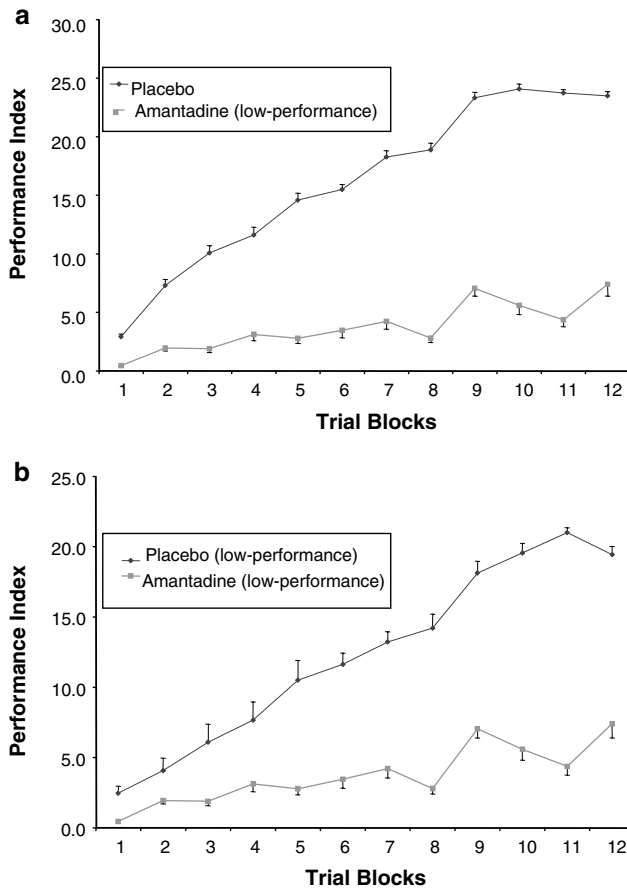 a
30.0
25.0
20.0
15.0
10.0
5.0
0.0
Performance Index
Placebo
Amantadine (low-performance)
1 2 3 4 5 6 7 8 9 10 11 12
Trial Blocks
b
25.0
20.0
15.0
10.0
5.0
0.0
Performance Index
Placebo (low-performance)
Amantadine (low-performance)
1 2 3 4 5 6 7 8 9 10 11 12
Trial Blocks